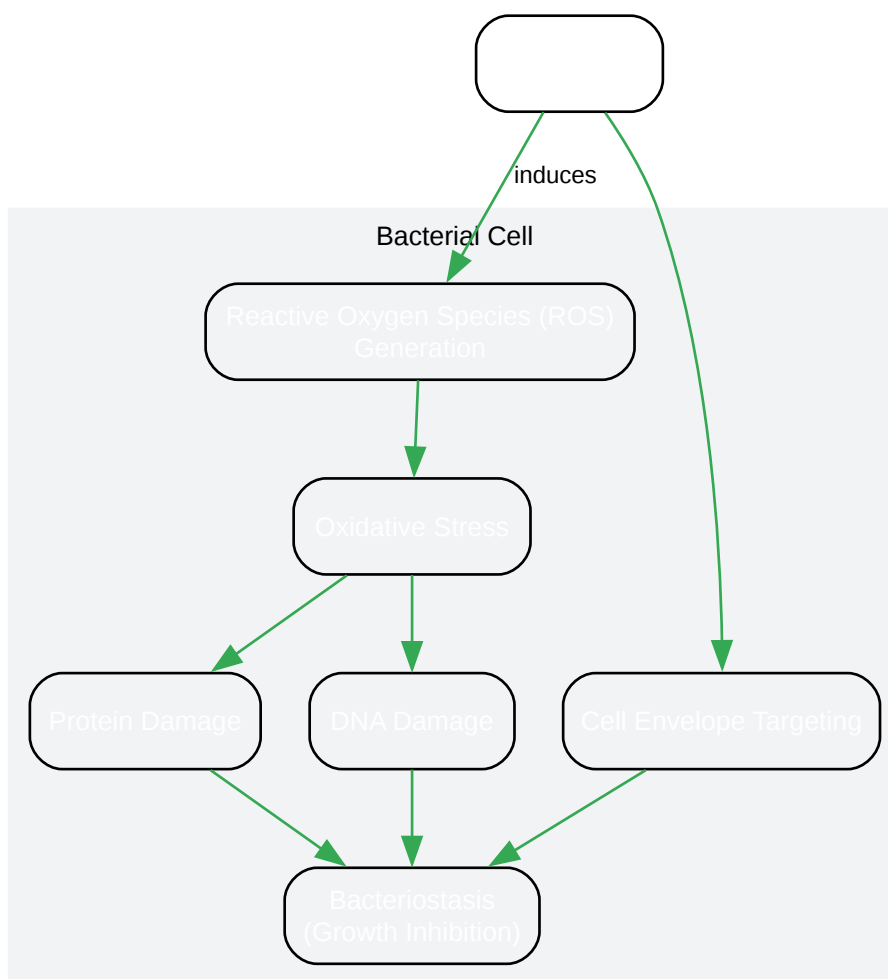 induces
Bacterial Cell
Reactive Oxygen Species (ROS)
Generation
Oxidative Stress
Protein Damage
DNA Damage
Cell Envelope Targeting
Bacteriostasis
(Growth Inhibition)